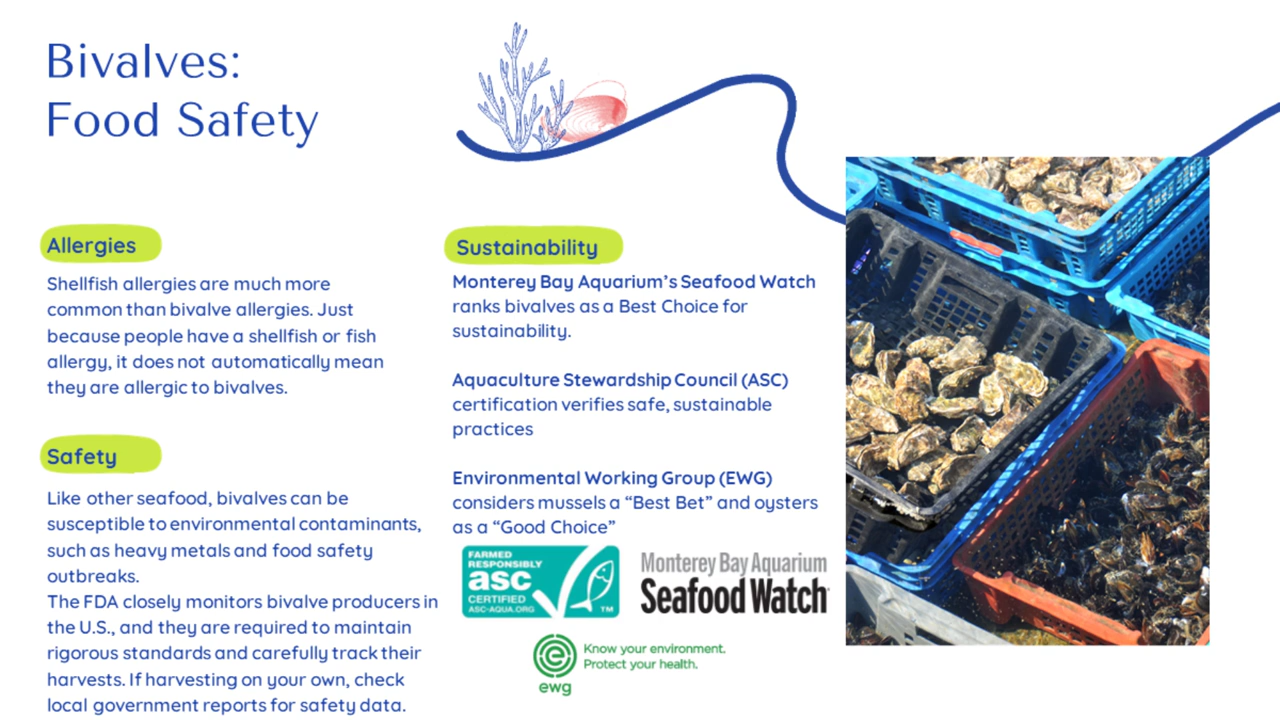 Bivalves:
Food Safety
Allergies
Shellfish allergies are much more
common than bivalve allergies. Just
because people have a shellfish or fish
allergy, it does not automatically mean
they are allergic to bivalves.
Safety
Like other seafood, bivalves can be
susceptible to environmental contaminants,
such as heavy metals and food safety
outbreaks.
The FDA closely monitors bivalve producers in
the U.S., and they are required to maintain
rigorous standards and carefully track their
harvests. If harvesting on your own, check
local government reports for safety data.
Sustainability
Monterey Bay Aquarium’s Seafood Watch
ranks bivalves as a Best Choice for
sustainability.
Aquaculture Stewardship Council (ASC)
certification verifies safe, sustainable
practices
Environmental Working Group (EWG)
considers mussels a “Best Bet” and oysters
as a “Good Choice”
FARMED
RESPONSIBLY
asc
CERTIFIED
ASC-AQUA.ORG
TM
Monterey Bay Aquarium
Seafood Watch
e
Know your environment.
Protect your health.
ewg